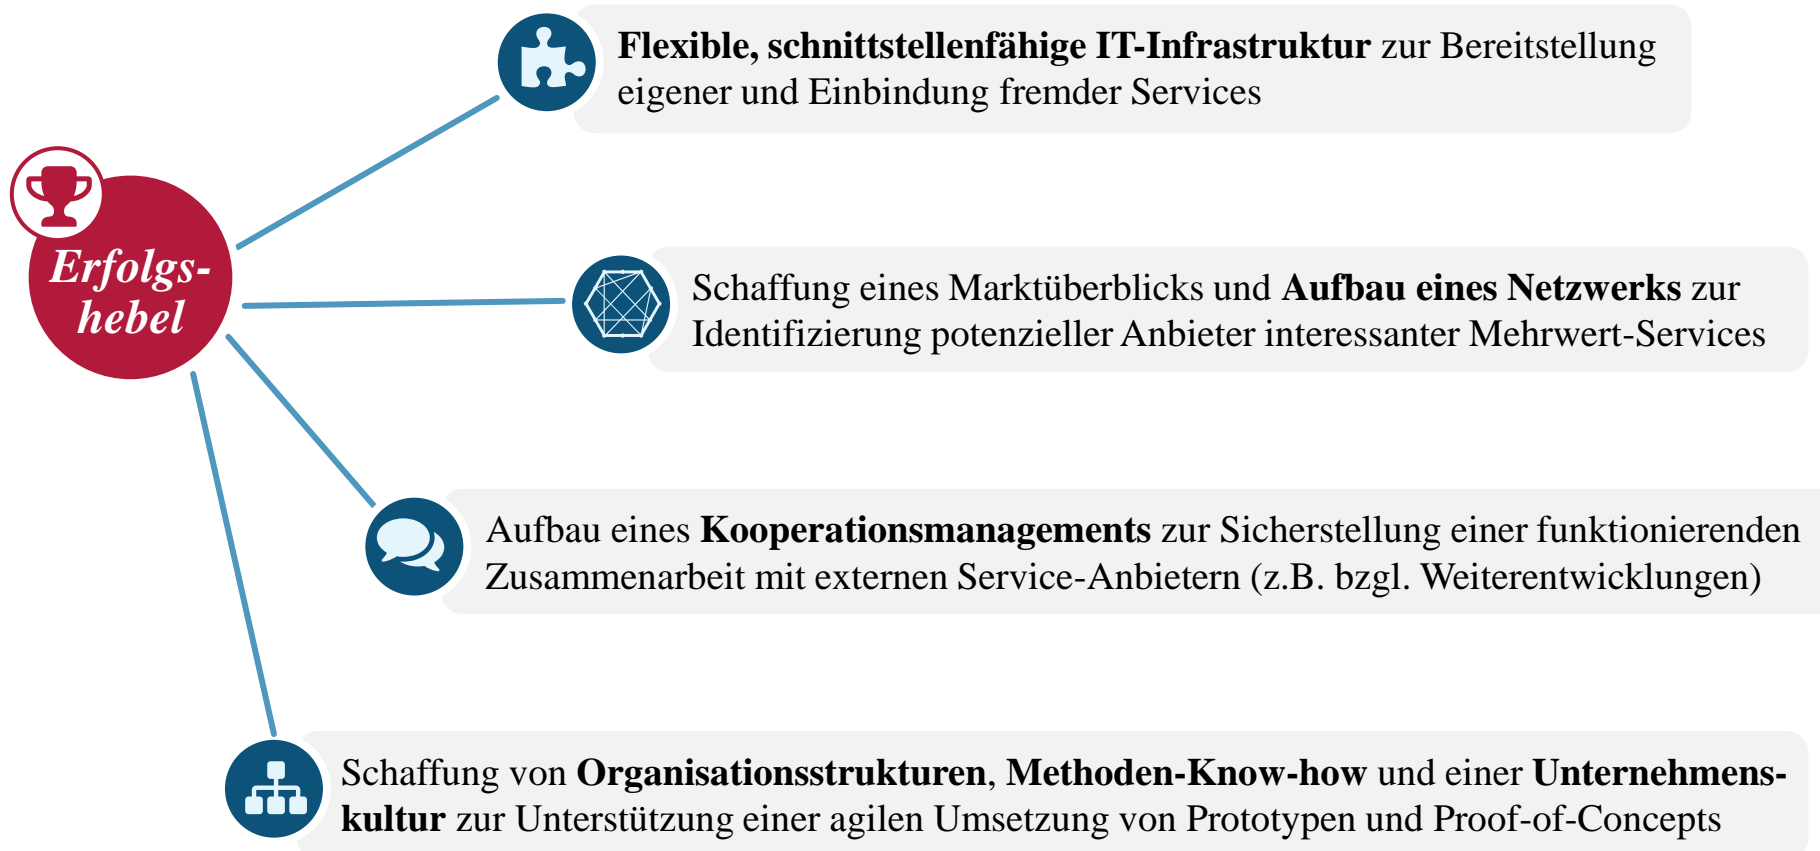 Flexible, schnittstellenfähige IT-Infrastruktur zur Bereitstellung
eigener und Einbindung fremder Services
Erfolgs-
hebel
Schaffung eines Marktüberblicks und Aufbau eines Netzwerks zur
Identifizierung potenzieller Anbieter interessanter Mehrwert-Services
Aufbau eines Kooperationsmanagements zur Sicherstellung einer funktionierenden
Zusammenarbeit mit externen Service-Anbietern (z.B. bzgl. Weiterentwicklungen)
Schaffung von Organisationsstrukturen, Methoden-Know-how und einer Unternehmens-
kultur zur Unterstützung einer agilen Umsetzung von Prototypen und Proof-of-Concepts